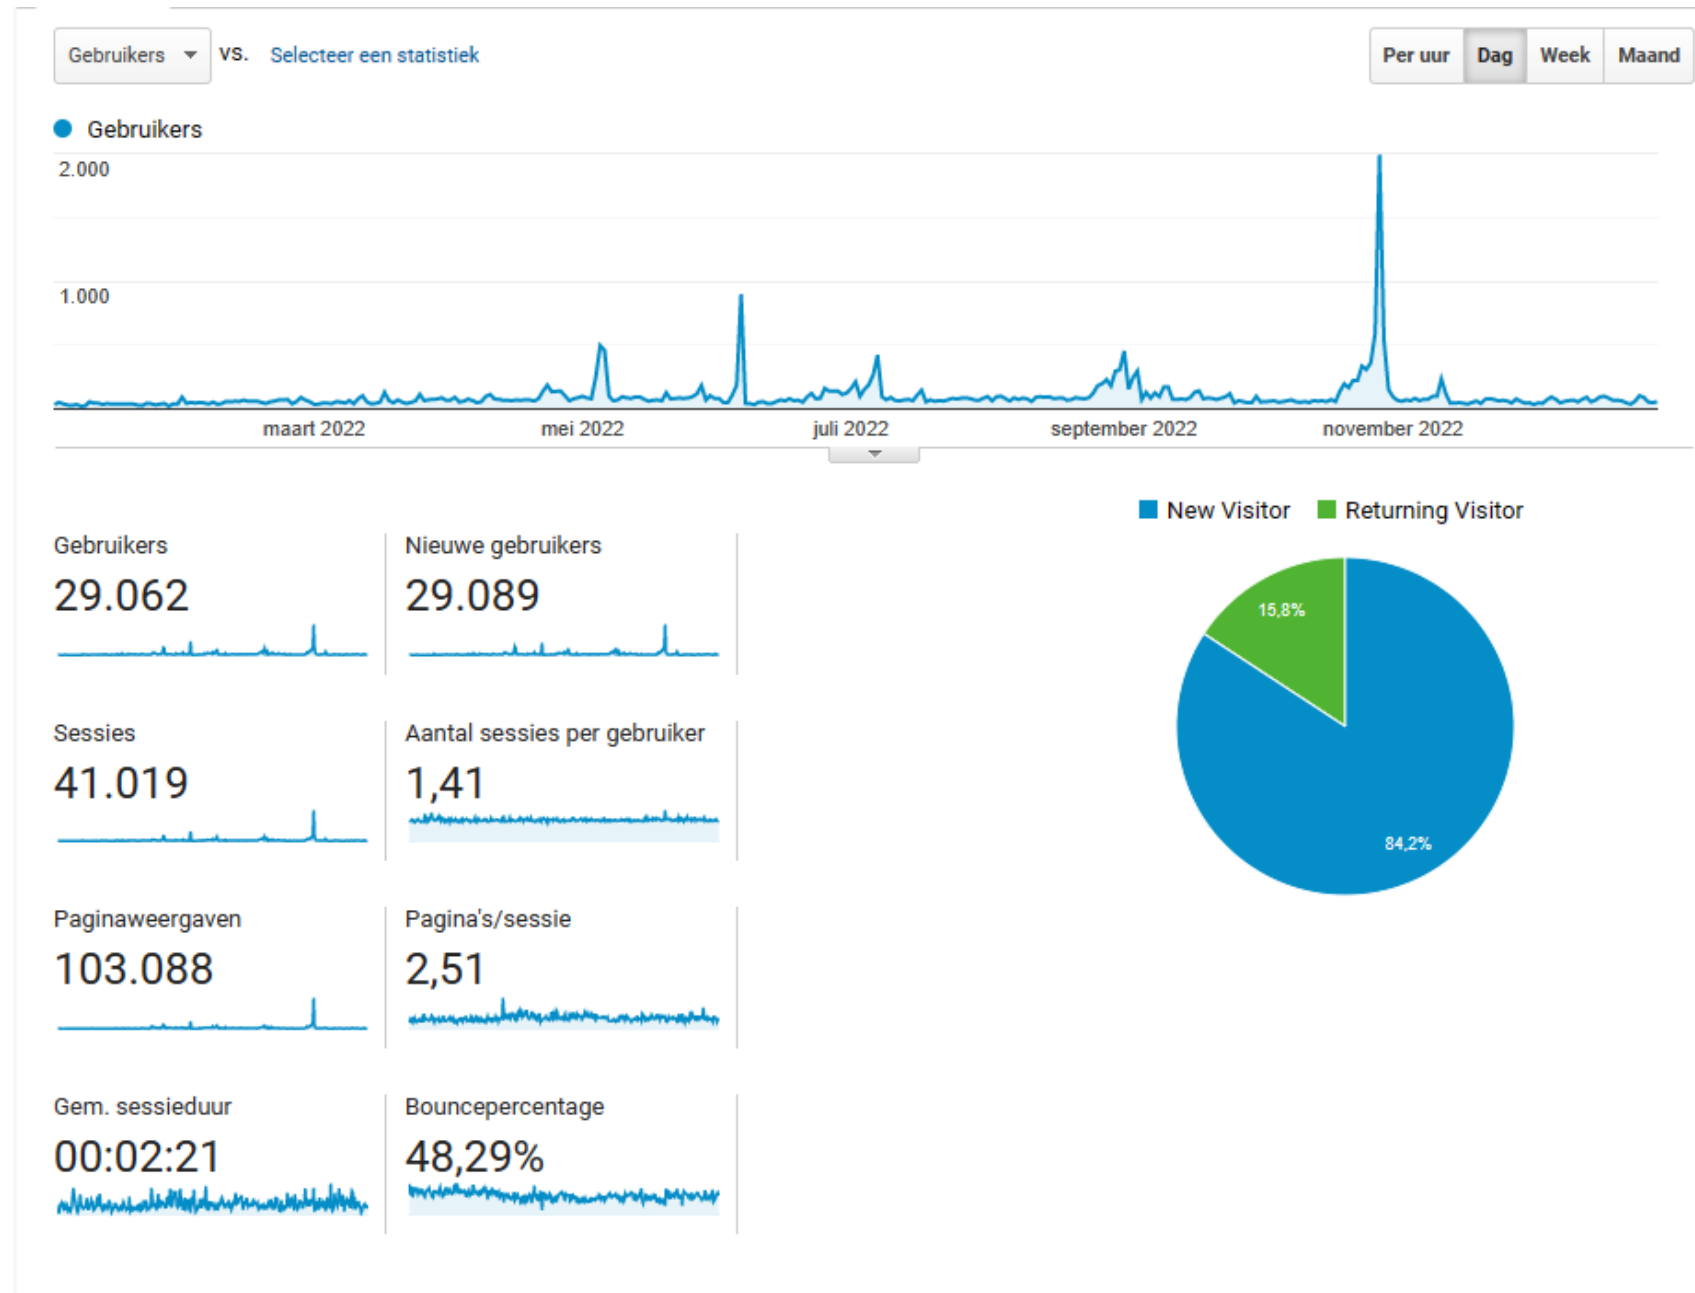 Gebruikers vs. Selecteer een statistiek Per uur Dag Week Maand
Gebruikers
2.000
1.000
maart 2022 mei 2022 juli 2022 september 2022 november 2022
New Visitor Returning Visitor
Gebruikers Nieuwe gebruikers
29.062 29.089
15,8%
Sessies Aantal sessies per gebruiker
41.019 1,41
84,2%
Paginaweergaven Pagina's/sessie
103.088 2,51
Gem. sessieduur Bouncepercentage
00:02:21 48,29%